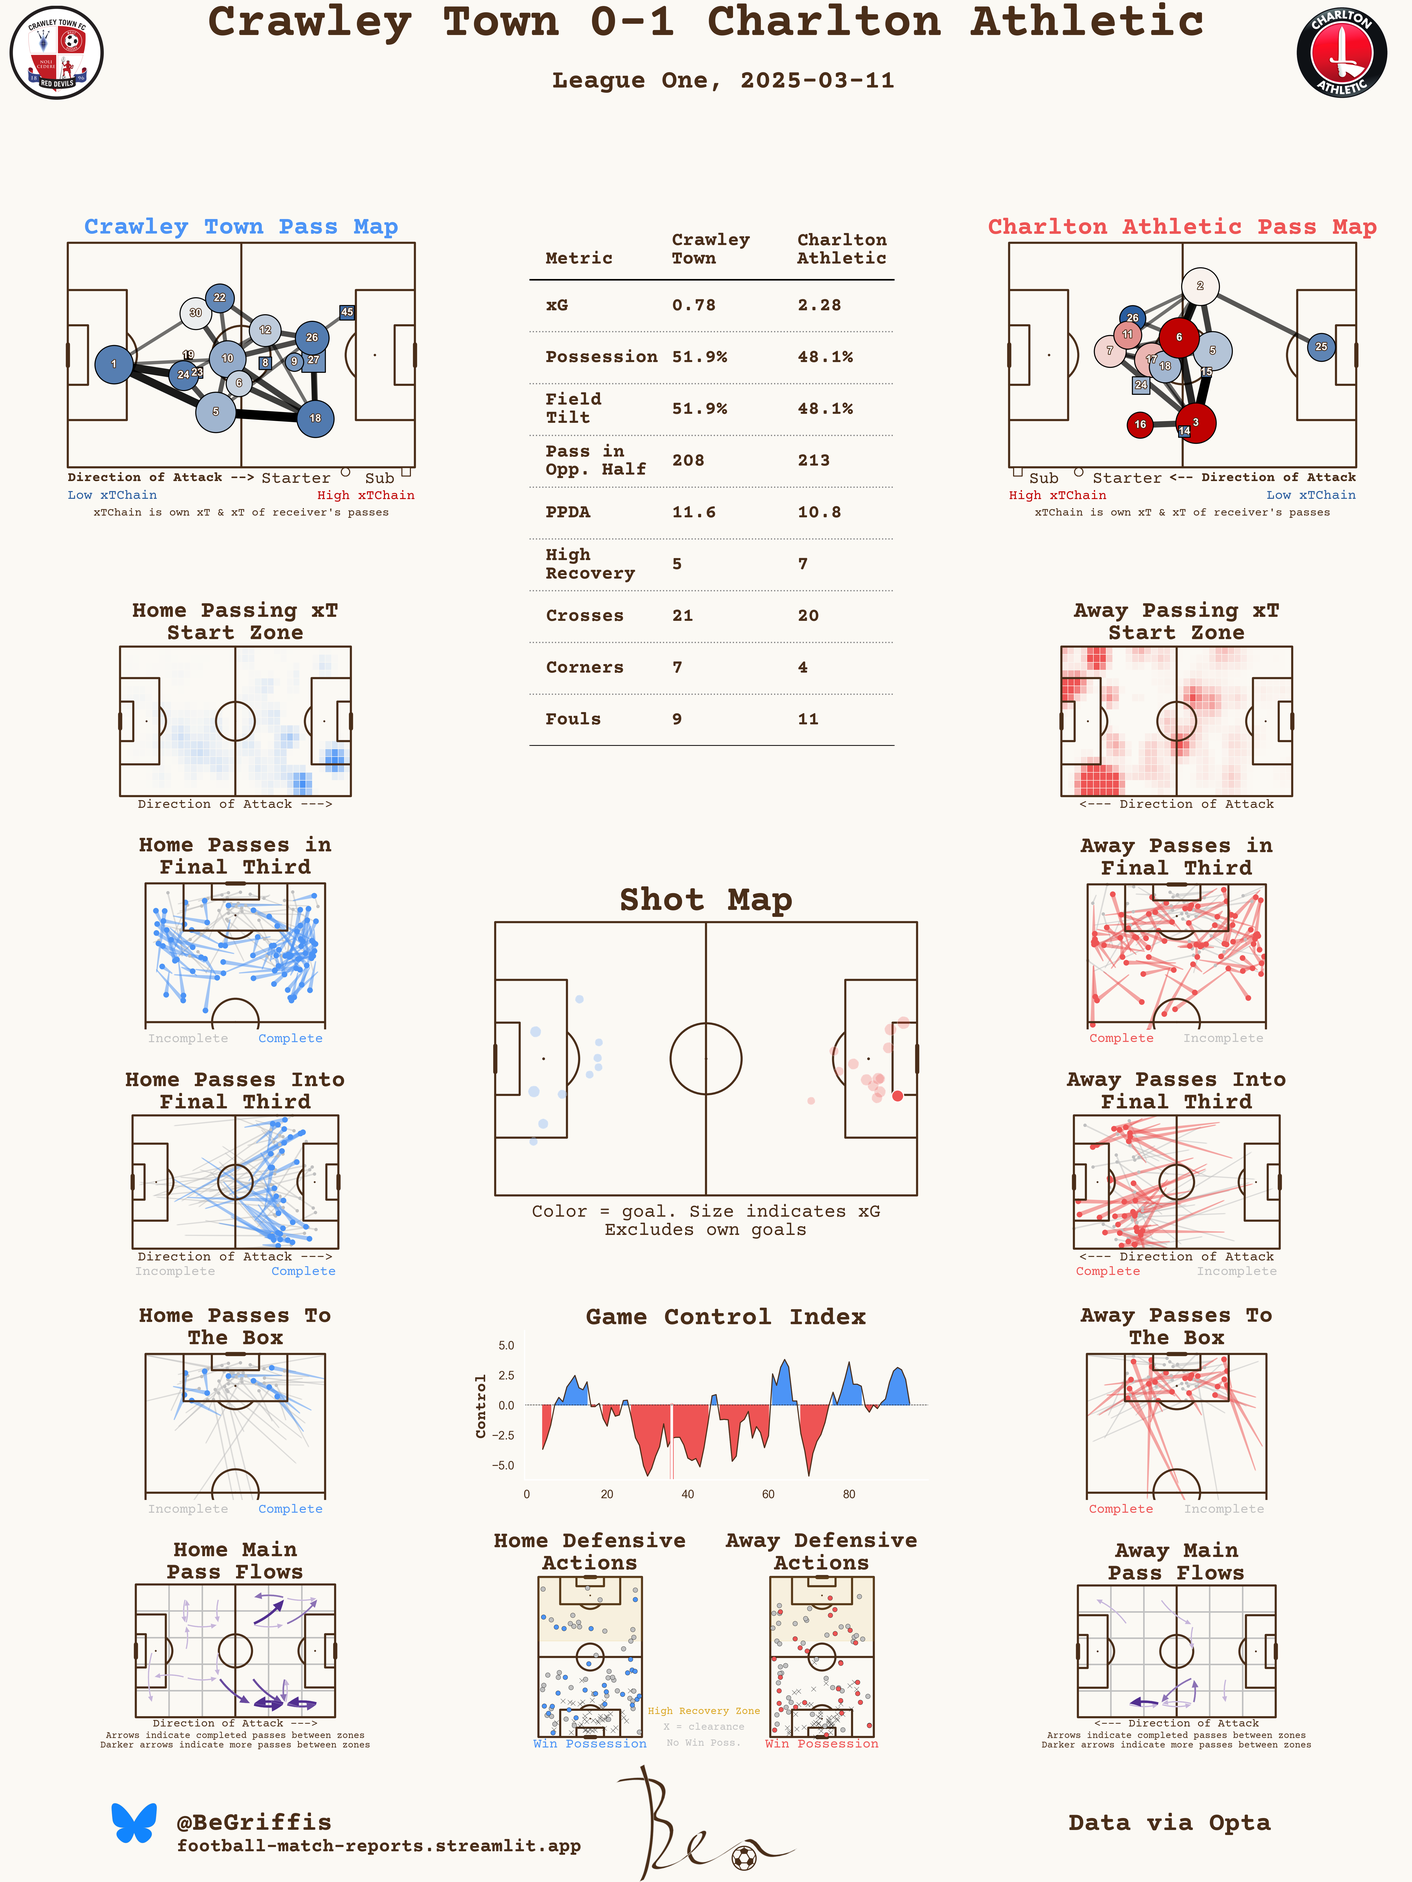 Crawley Town 0-1 Charlton Athletic
League One, 2025-03-11
CRAWLEY TOWN FC
NOLI
CEDERE
18
96
RED DEVILS
CHARLTON
ATHLETIC
Crawley Town Pass Map
1
30
22
19
24
23
10
5
6
12
8
9
27
26
18
45
Direction of Attack --> Starter Sub
Low xTChain High xTChain
xTChain is own xT & xT of receiver's passes
Metric Crawley Town Charlton Athletic
xG 0.78 2.28
Possession 51.9% 48.1%
Field Tilt 51.9% 48.1%
Pass in Opp. Half 208 213
PPDA 11.6 10.8
High Recovery 5 7
Crosses 21 20
Corners 7 4
Fouls 9 11
Charlton Athletic Pass Map
2
26
11
7
6
17
18
5
15
24
16
14
3
25
Sub Starter <-- Direction of Attack
High xTChain Low xTChain
xTChain is own xT & xT of receiver's passes
Home Passing xT
Start Zone
Direction of Attack --->
Away Passing xT
Start Zone
<--- Direction of Attack
Home Passes in
Final Third
Incomplete Complete
Away Passes in
Final Third
Complete Incomplete
Shot Map
Color = goal. Size indicates xG
Excludes own goals
Home Passes Into
Final Third
Direction of Attack --->
Incomplete Complete
Away Passes Into
Final Third
<--- Direction of Attack
Complete Incomplete
Home Passes To
The Box
Incomplete Complete
Game Control Index
Control
5.0
2.5
0.0
−2.5
−5.0
0 20 40 60 80
Away Passes To
The Box
Complete Incomplete
Home Main
Pass Flows
Direction of Attack --->
Arrows indicate completed passes between zones
Darker arrows indicate more passes between zones
Home Defensive
Actions
Win Possession
High Recovery Zone
X = clearance
No Win Poss.
Away Defensive
Actions
Win Possession
Away Main
Pass Flows
<--- Direction of Attack
Arrows indicate completed passes between zones
Darker arrows indicate more passes between zones
@BeGriffis
football-match-reports.streamlit.app
Ben
Data via Opta